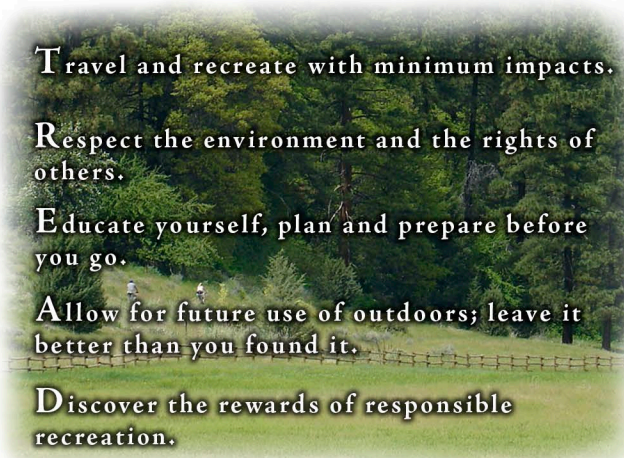 Travel and recreate with minimum impacts.
Respect the environment and the rights of
others.
Educate yourself, plan and prepare before
you go.
Allow for future use of outdoors; leave it
better than you found it.
Discover the rewards of responsible
recreation.